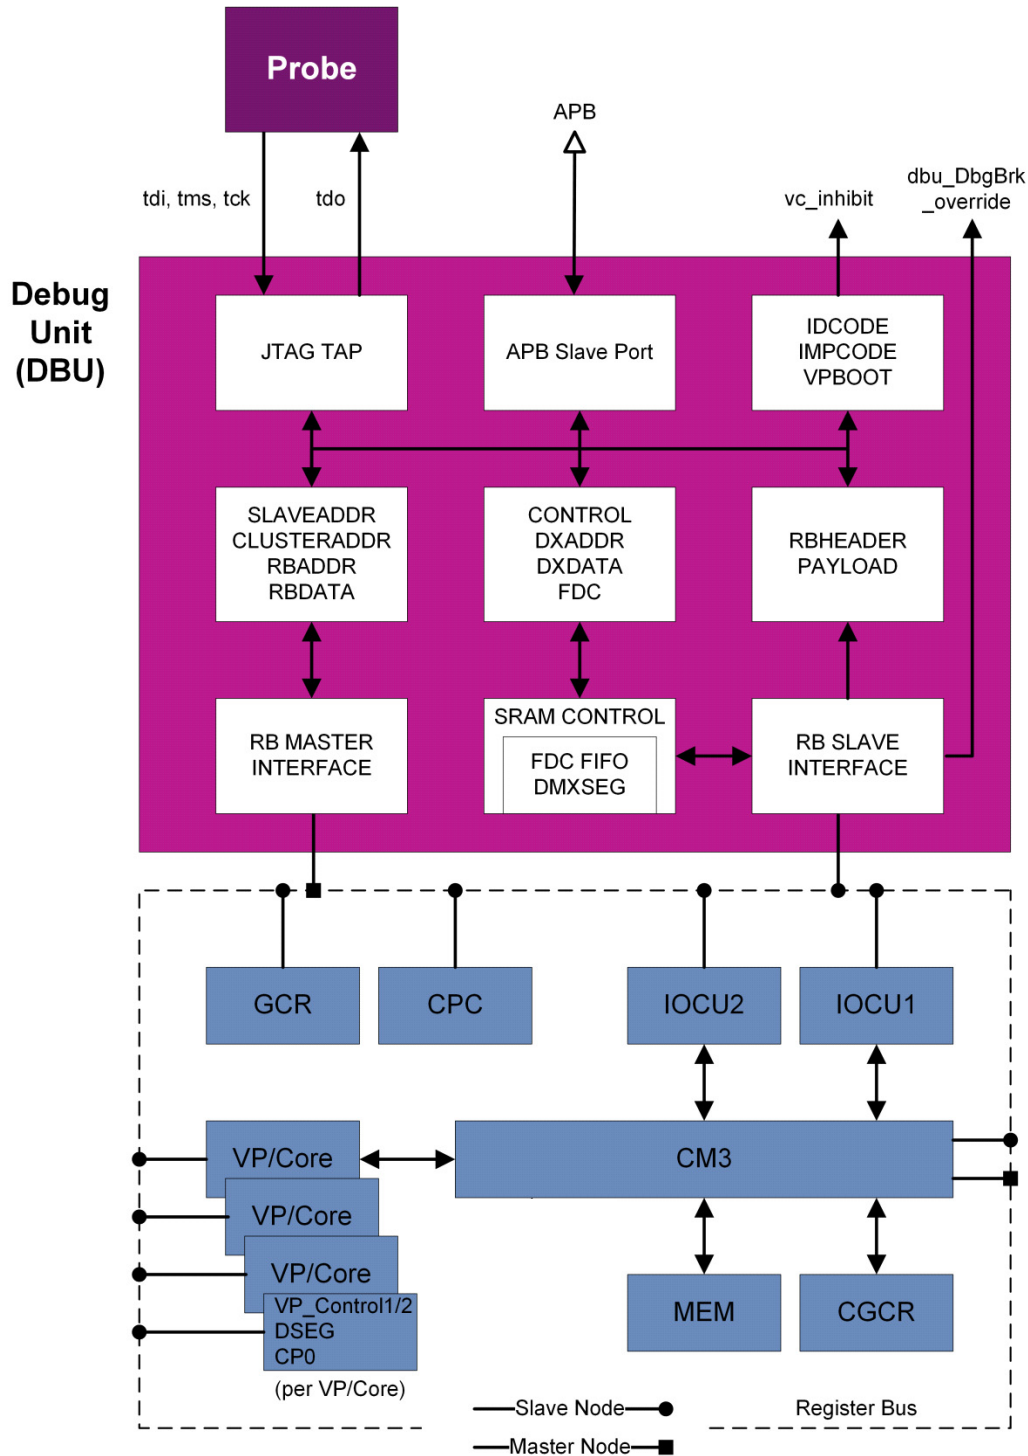 Probe
APB
tdi, tms, tck
tdo
vc_inhibit
dbu_DbgBrk
_override
Debug
Unit
(DBU)
JTAG TAP
APB Slave Port
IDCODE
IMPCODE
VPBOOT
SLAVEADDR
CLUSTERADDR
RBADDR
RBDATA
CONTROL
DXADDR
DXDATA
FDC
RBHEADER
PAYLOAD
RB MASTER
INTERFACE
SRAM CONTROL
FDC FIFO
DMXSEG
RB SLAVE
INTERFACE
GCR
CPC
IOCU2
IOCU1
VP/Core
CM3
VP/Core
VP/Core
VP_Control1/2
DSEG
CP0
(per VP/Core)
MEM
CGCR
Slave Node
Register Bus
Master Node